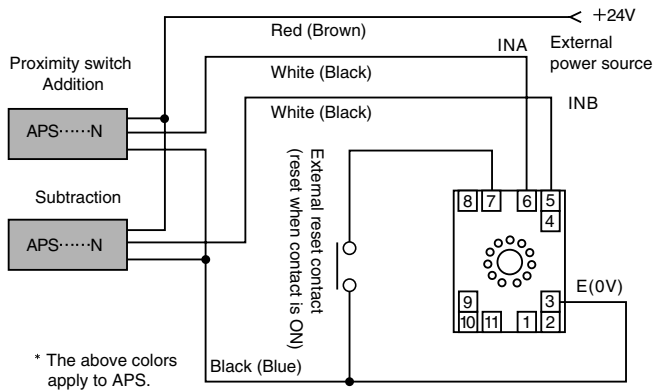 Red (Brown)
+24V
External
power source
INA
White (Black)
Proximity switch
Addition
APS······N
White (Black)
INB
External reset contact
(reset when contact is ON)
Subtraction
APS······N
8 7 6 5
4
E(0V)
9 3
10 11 1 2
* The above colors
apply to APS.
Black (Blue)